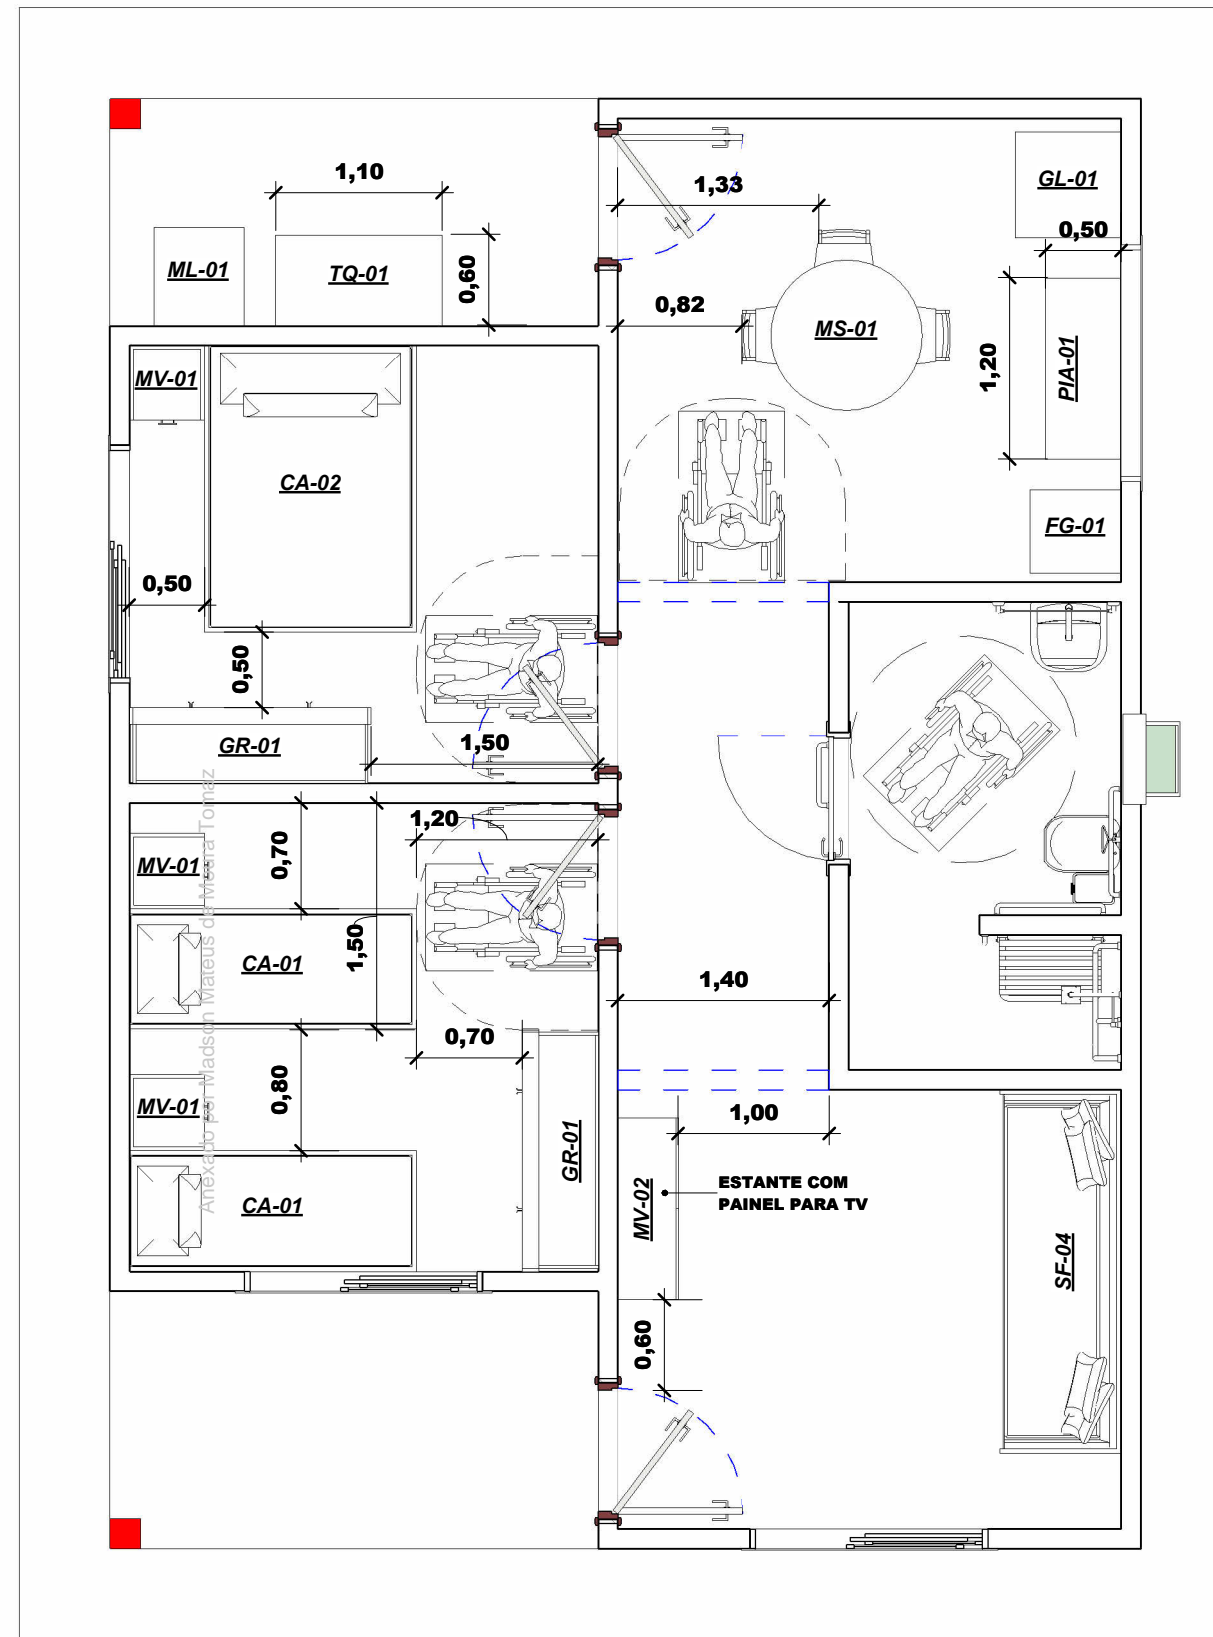 1,10
1,33
GL-01
0,50
ML-01
TQ-01
0,60
0,82
MS-01
1,20
PIA-01
MV-01
CA-02
FG-01
0,50
0,50
GR-01
1,50
1,20
MV-01
0,70
1,50
CA-01
1,40
0,70
MV-01
0,80
1,00
GR-01
CA-01
MV-02
ESTANTE COM
PAINEL PARA TV
SF-04
0,60
Anexado por Madson Mateus de Moura Tomaz